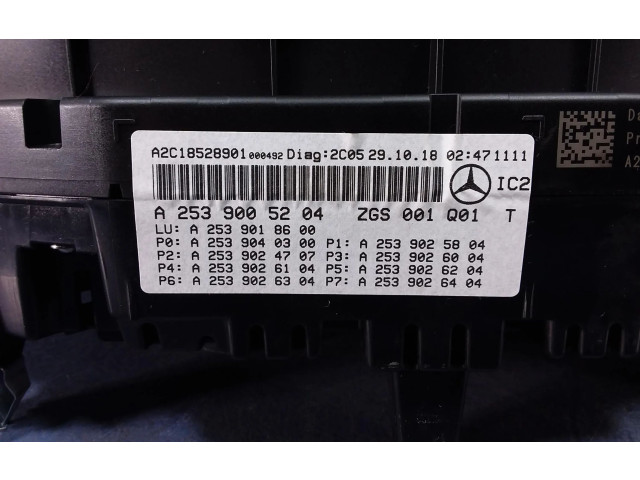 A2C18528901 000492 Diag:2C05 29.10.18 02:47 1111
IC2
A 253 900 52 04 ZGS 001 Q01 T
LU: A 253 901 86 00
P0: A 253 904 03 00 P1: A 253 902 58 04
P2: A 253 902 47 07 P3: A 253 902 60 04
P4: A 253 902 61 04 P5: A 253 902 62 04
P6: A 253 902 63 04 P7: A 253 902 64 04